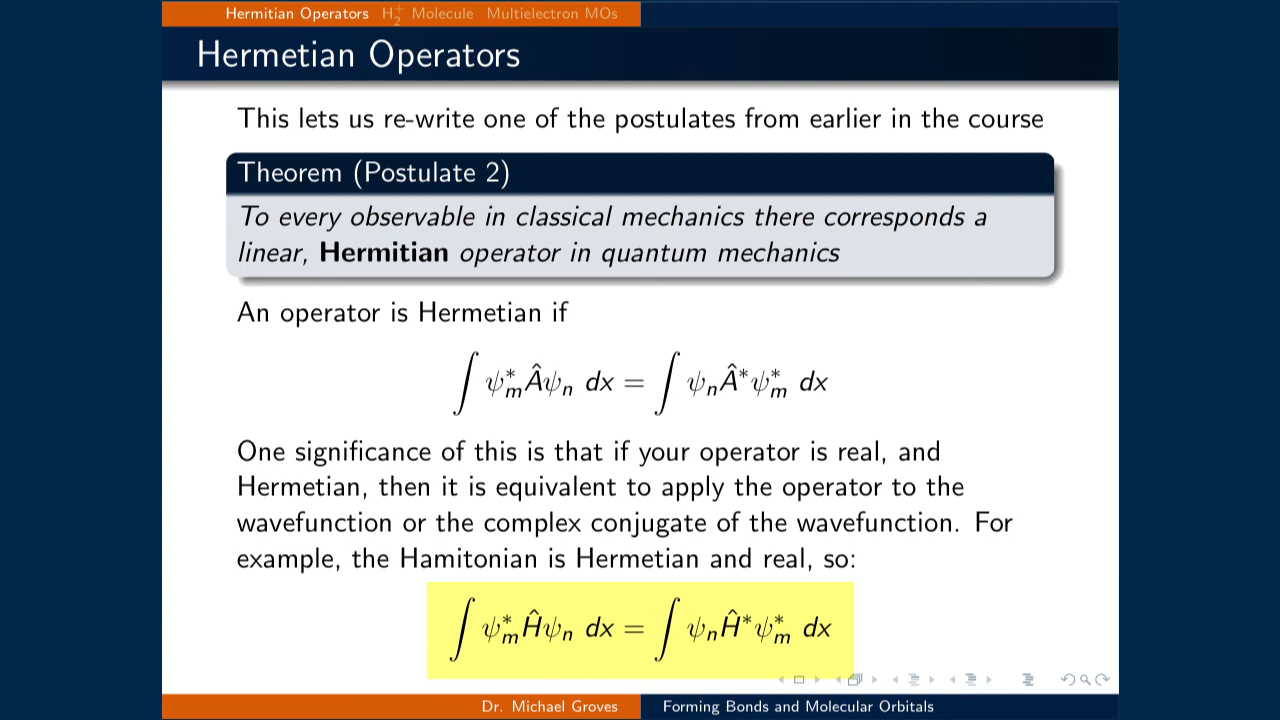 Hermitian Operators H₂⁺ Molecule Multielectron MOs
Hermetian Operators
This lets us re-write one of the postulates from earlier in the course
Theorem (Postulate 2)
To every observable in classical mechanics there corresponds a
linear, Hermitian operator in quantum mechanics
An operator is Hermetian if
∫ ψ*ₘÂψₙ dx = ∫ ψₙÂ*ψ*ₘ dx
One significance of this is that if your operator is real, and
Hermetian, then it is equivalent to apply the operator to the
wavefunction or the complex conjugate of the wavefunction. For
example, the Hamitonian is Hermetian and real, so:
∫ ψ*ₘĤψₙ dx = ∫ ψₙĤ*ψ*ₘ dx
Dr. Michael Groves Forming Bonds and Molecular Orbitals